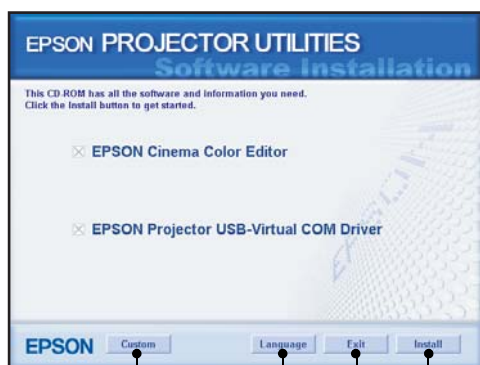 EPSON PROJECTOR UTILITIES
Software Installation
This CD-ROM has all the software and information you need.
Click the Install button to get started.
EPSON Cinema Color Editor
EPSON Projector USB-Virtual COM Driver
EPSON
EPSON Custom Language Exit Install